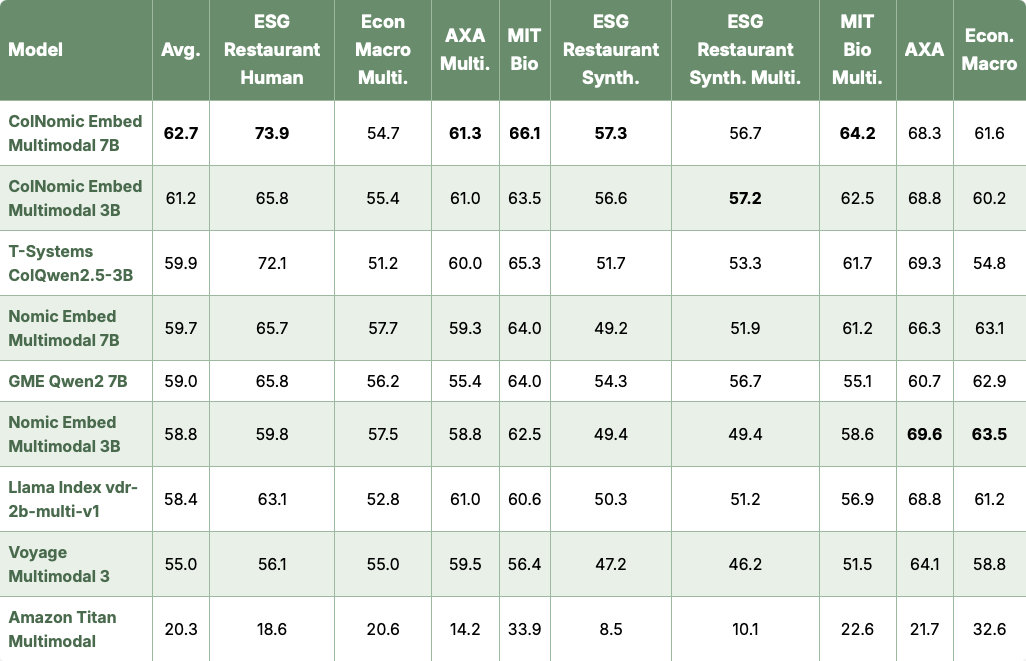 Model Avg. ESG Restaurant Human Econ Macro Multi. AXA Multi. MIT Bio ESG Restaurant Synth. ESG Restaurant Synth. Multi. MIT Bio Multi. AXA Econ. Macro
ColNomic Embed Multimodal 7B 62.7 73.9 54.7 61.3 66.1 57.3 56.7 64.2 68.3 61.6
ColNomic Embed Multimodal 3B 61.2 65.8 55.4 61.0 63.5 56.6 57.2 62.5 68.8 60.2
T-Systems ColQwen2.5-3B 59.9 72.1 51.2 60.0 65.3 51.7 53.3 61.7 69.3 54.8
Nomic Embed Multimodal 7B 59.7 65.7 57.7 59.3 64.0 49.2 51.9 61.2 66.3 63.1
GME Qwen2 7B 59.0 65.8 56.2 55.4 64.0 54.3 56.7 55.1 60.7 62.9
Nomic Embed Multimodal 3B 58.8 59.8 57.5 58.8 62.5 49.4 49.4 58.6 69.6 63.5
Llama Index vdr-2b-multi-v1 58.4 63.1 52.8 61.0 60.6 50.3 51.2 56.9 68.8 61.2
Voyage Multimodal 3 55.0 56.1 55.0 59.5 56.4 47.2 46.2 51.5 64.1 58.8
Amazon Titan Multimodal 20.3 18.6 20.6 14.2 33.9 8.5 10.1 22.6 21.7 32.6